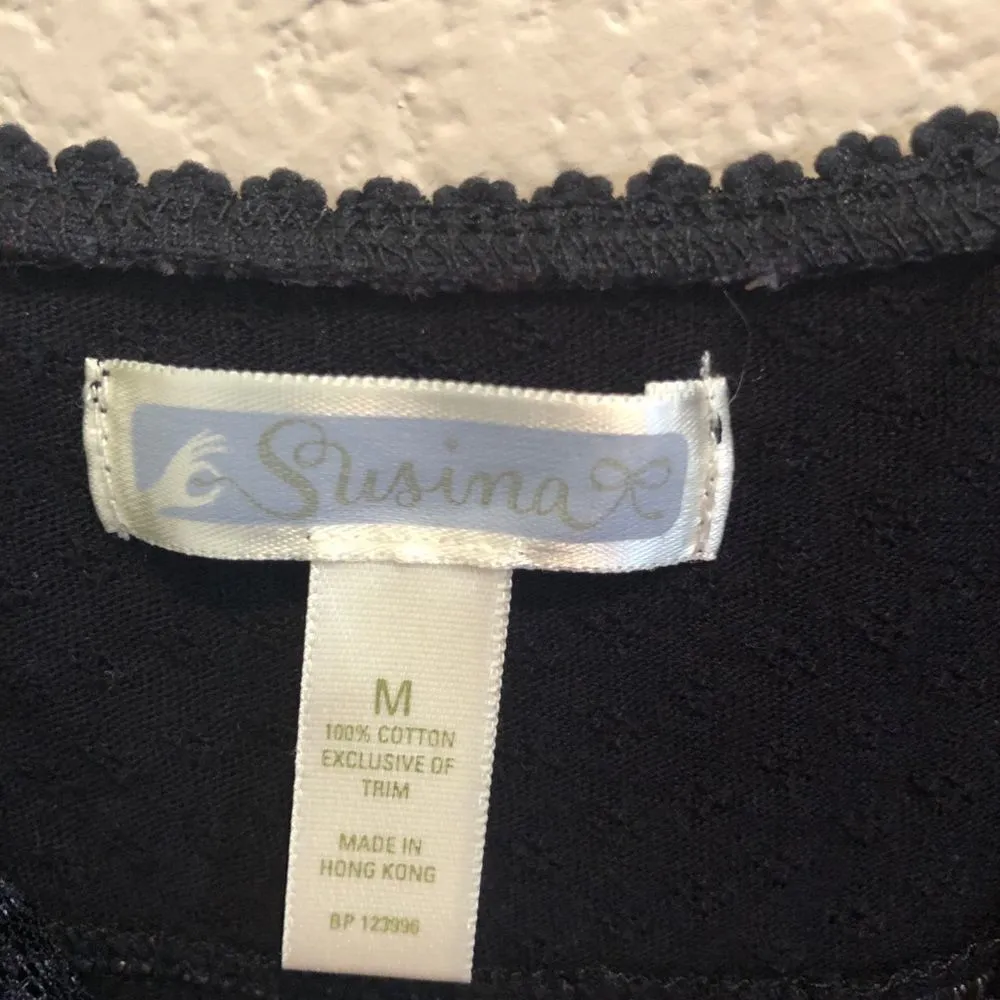 Susina
M
100% COTTON
EXCLUSIVE OF
TRIM
MADE IN
HONG KONG
BP 123996